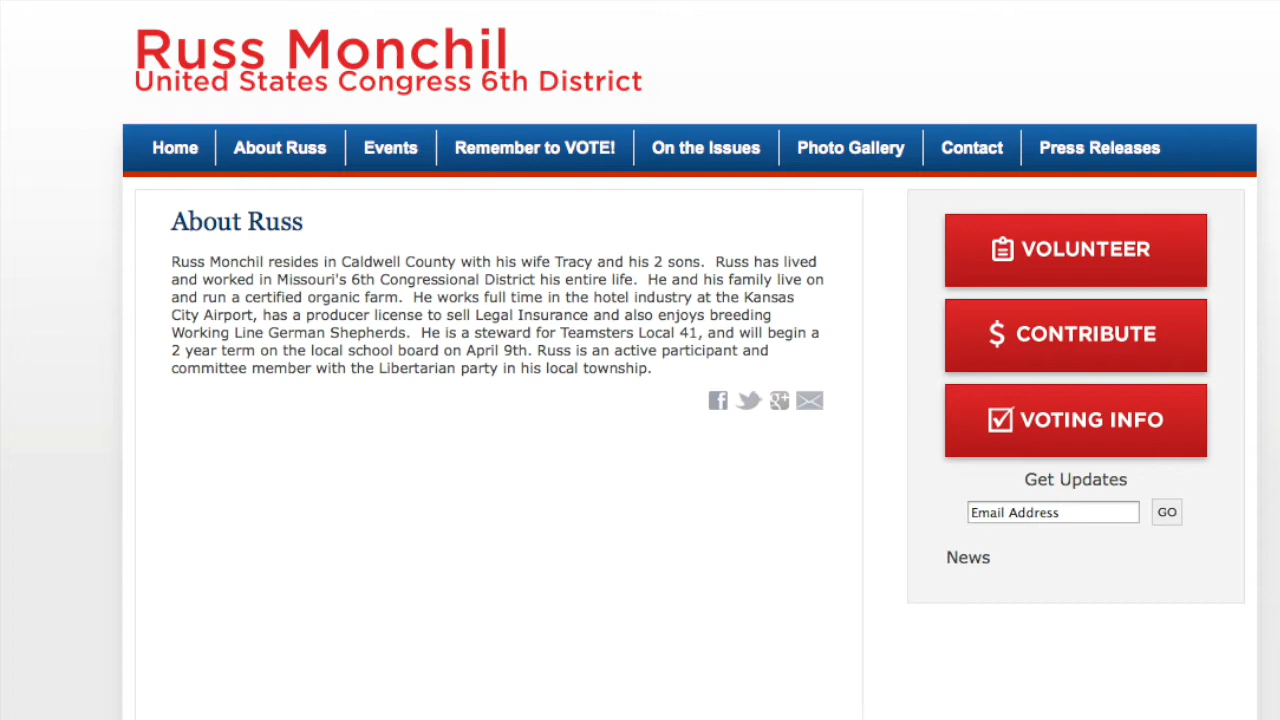 Russ Monchil
United States Congress 6th District
Home About Russ Events Remember to VOTE! On the Issues Photo Gallery Contact Press Releases
About Russ
Russ Monchil resides in Caldwell County with his wife Tracy and his 2 sons.  Russ has lived
and worked in Missouri's 6th Congressional District his entire life.  He and his family live on
and run a certified organic farm.  He works full time in the hotel industry at the Kansas
City Airport, has a producer license to sell Legal Insurance and also enjoys breeding
Working Line German Shepherds.  He is a steward for Teamsters Local 41, and will begin a
2 year term on the local school board on April 9th. Russ is an active participant and
committee member with the Libertarian party in his local township.
VOLUNTEER
$ CONTRIBUTE
VOTING INFO
Get Updates
Email Address GO
News